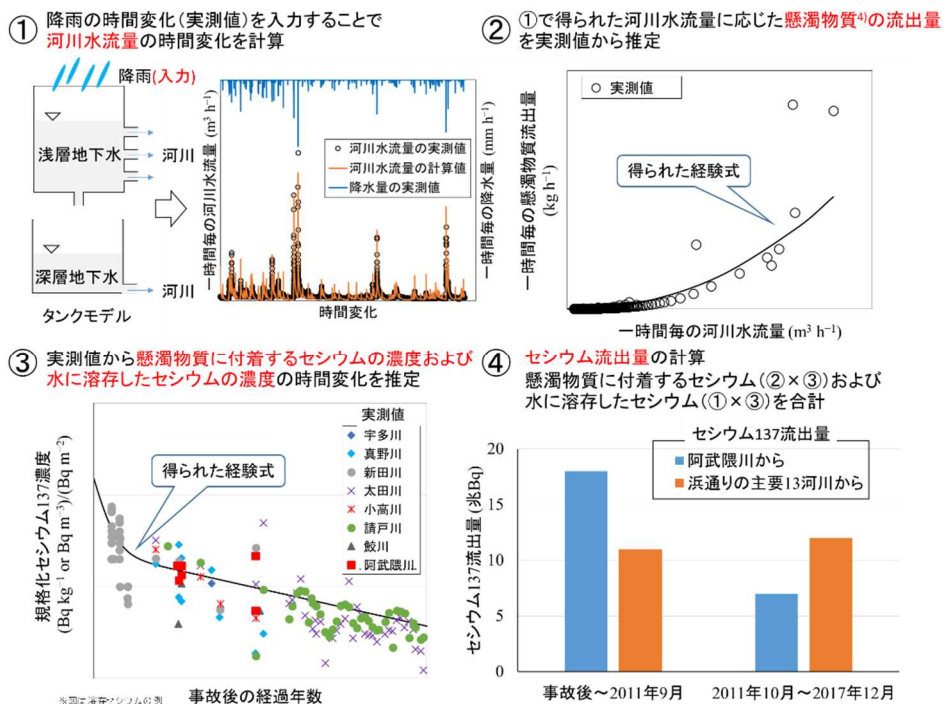 ① 降雨の時間変化(実測値)を入力することで
河川水流量の時間変化を計算
降雨(入力)
浅層地下水
河川
深層地下水
河川
タンクモデル
一時間毎の河川水流量 (m³ h⁻¹)
一時間毎の降水量 (mm h⁻¹)
河川水流量の実測値
河川水流量の計算値
降水量の実測値
時間変化
② ①で得られた河川水流量に応じた懸濁物質⁴⁾の流出量
を実測値から推定
実測値
得られた経験式
一時間毎の懸濁物質流出量
(kg h⁻¹)
一時間毎の河川水流量 (m³ h⁻¹)
③ 実測値から懸濁物質に付着するセシウムの濃度および
水に溶存したセシウムの濃度の時間変化を推定
得られた経験式
実測値
宇多川
真野川
新田川
太田川
小高川
請戸川
鮫川
阿武隈川
規格化セシウム137濃度
(Bq kg⁻¹ or Bq m⁻³)/(Bq m⁻²)
事故後の経過年数
※図は溶存セシウムの例
④ セシウム流出量の計算
懸濁物質に付着するセシウム(②×③)および
水に溶存したセシウム(①×③)を合計
セシウム137流出量
阿武隈川から
浜通りの主要13河川から
セシウム137流出量 (兆Bq)
20
15
10
5
0
事故後~2011年9月
2011年10月~2017年12月